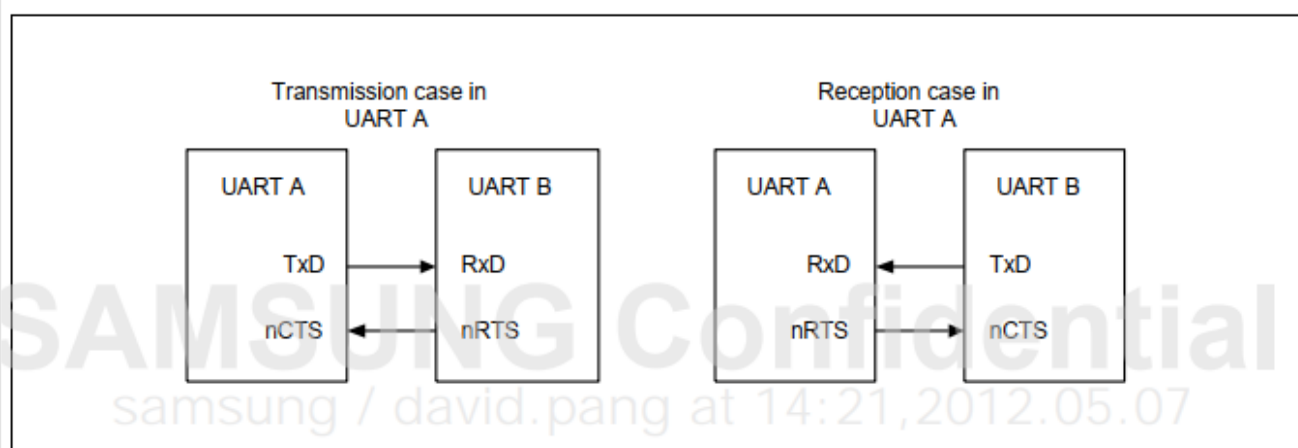 Transmission case in
UART A
UART A
UART B
TxD
RxD
nCTS
nRTS
Reception case in
UART A
UART A
UART B
RxD
TxD
nRTS
nCTS
SAMSUNG Confidential
samsung / david.pang at 14:21,2012.05.07